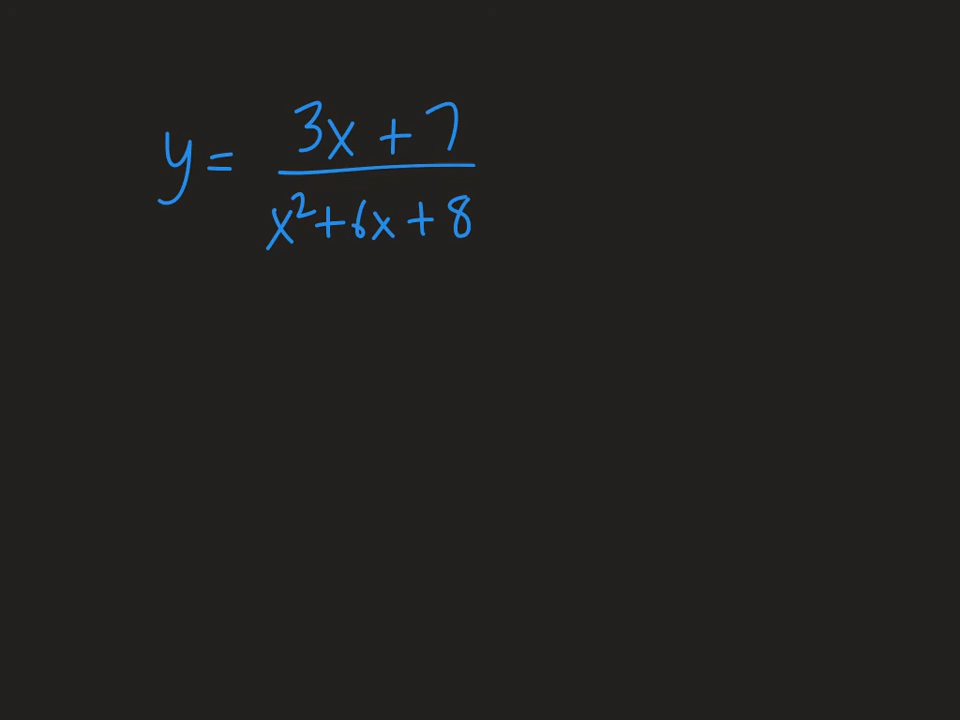 y = 3x + 7
x² + 6x + 8